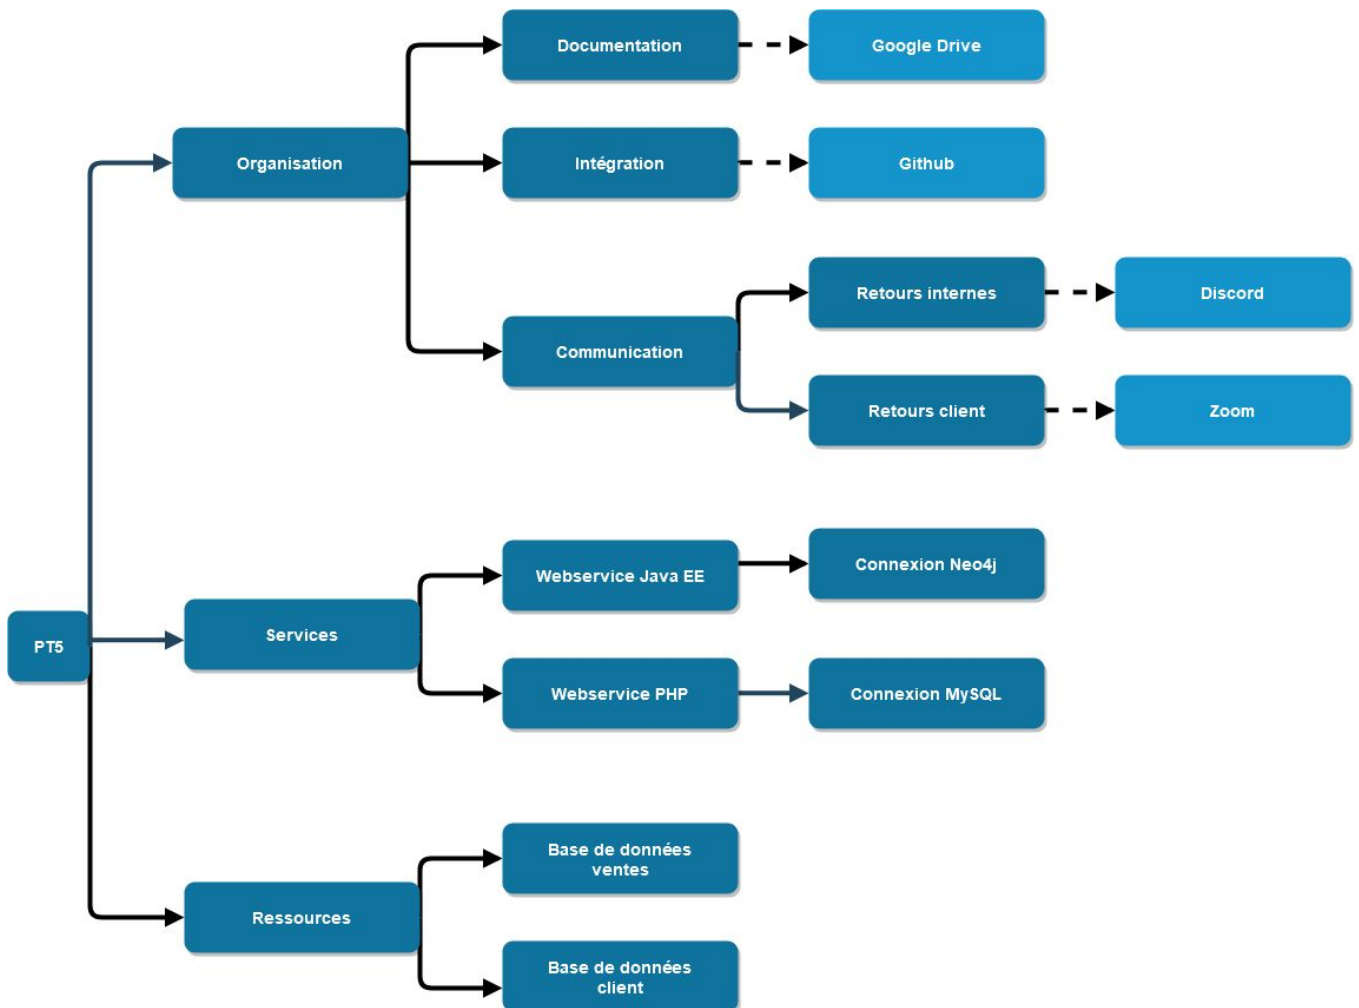 Documentation
Google Drive
Organisation
Intégration
Github
Retours internes
Discord
Communication
Retours client
Zoom
Webservice Java EE
Connexion Neo4j
PT5
Services
Webservice PHP
Connexion MySQL
Base de données
ventes
Ressources
Base de données
client